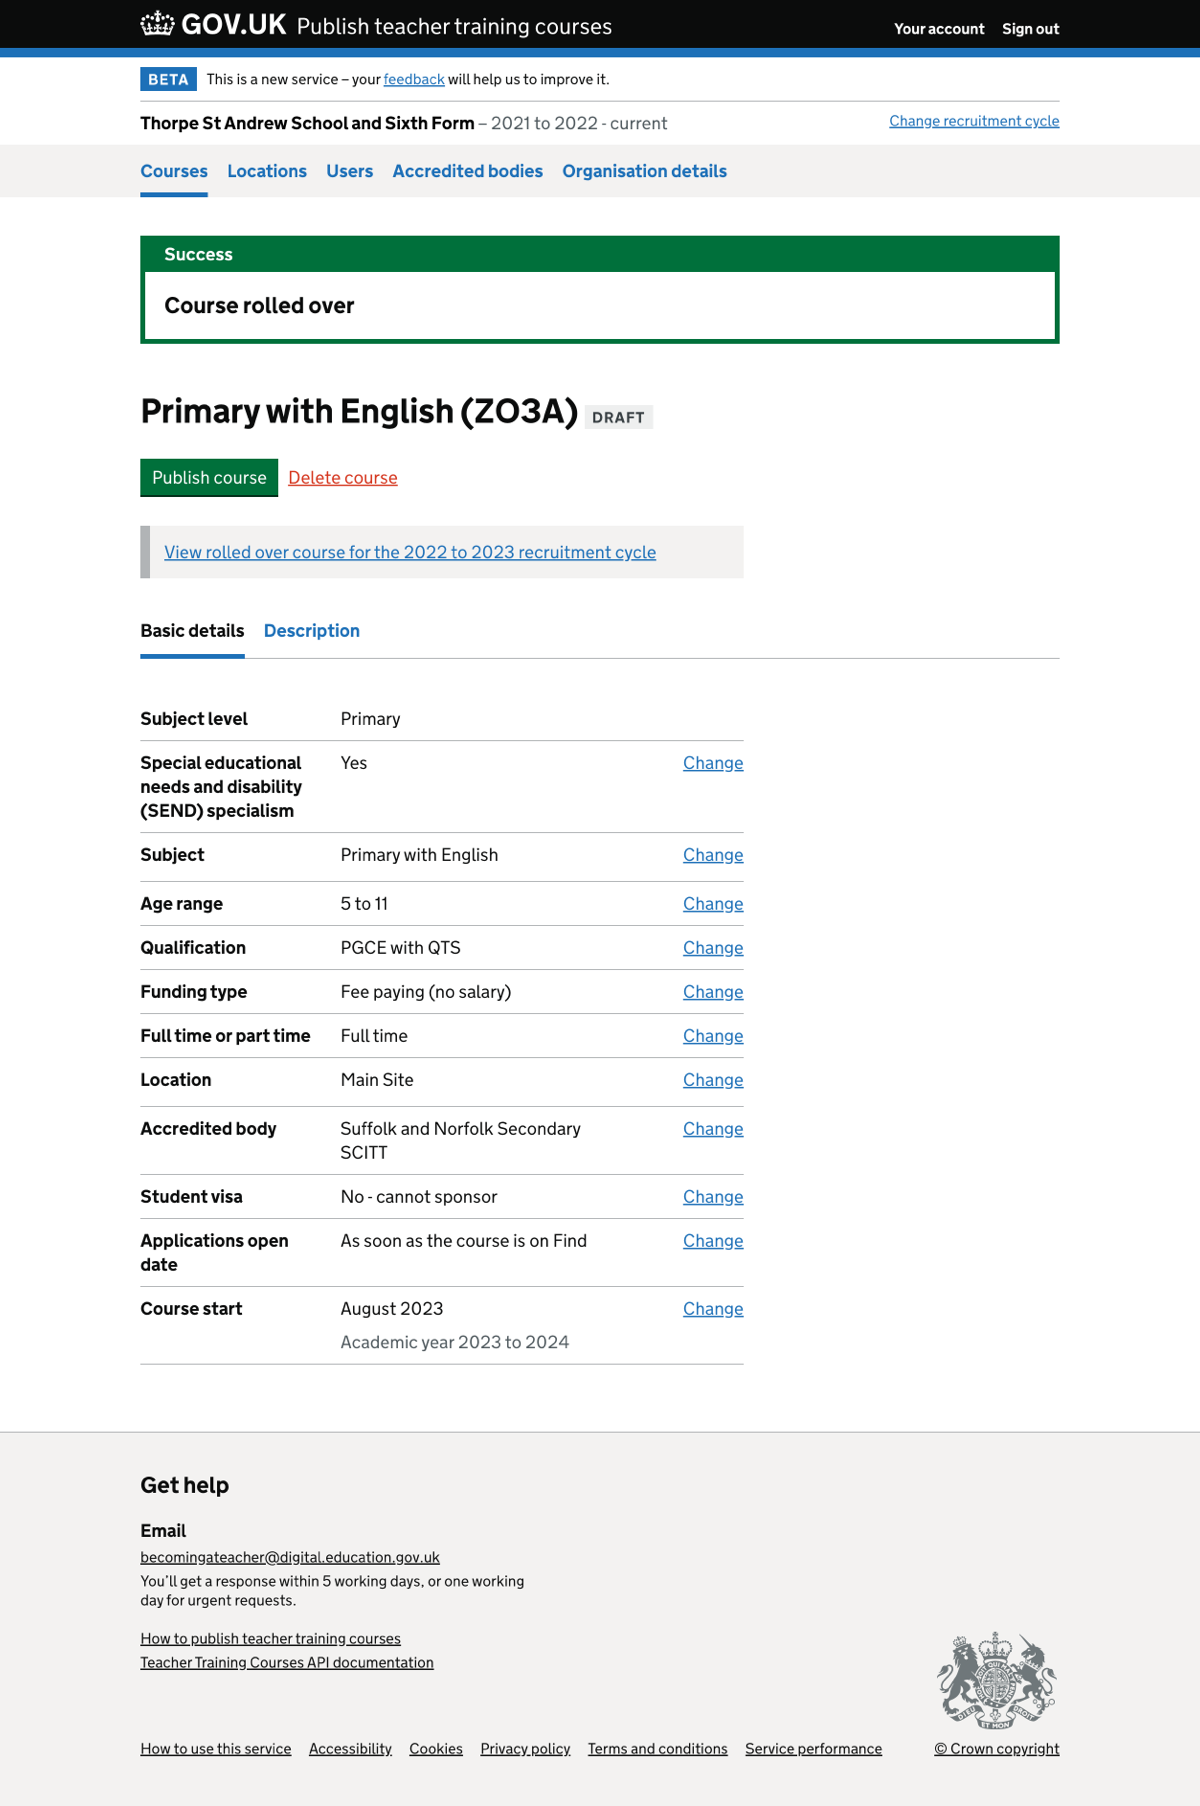 GOV.UK Publish teacher training courses
Your account Sign out
BETA This is a new service – your feedback will help us to improve it.
Thorpe St Andrew School and Sixth Form – 2021 to 2022 - current
Change recruitment cycle
Courses Locations Users Accredited bodies Organisation details
Success
Course rolled over
Primary with English (ZO3A) DRAFT
Publish course Delete course
View rolled over course for the 2022 to 2023 recruitment cycle
Basic details Description
Subject level Primary
Special educational needs and disability (SEND) specialism Yes Change
Subject Primary with English Change
Age range 5 to 11 Change
Qualification PGCE with QTS Change
Funding type Fee paying (no salary) Change
Full time or part time Full time Change
Location Main Site Change
Accredited body Suffolk and Norfolk Secondary SCITT Change
Student visa No - cannot sponsor Change
Applications open date As soon as the course is on Find Change
Course start August 2023 Change
Academic year 2023 to 2024
Get help
Email
becomingateacher@digital.education.gov.uk
You’ll get a response within 5 working days, or one working
day for urgent requests.
How to publish teacher training courses
Teacher Training Courses API documentation
DIEU ET MON DROIT
How to use this service Accessibility Cookies Privacy policy Terms and conditions Service performance © Crown copyright